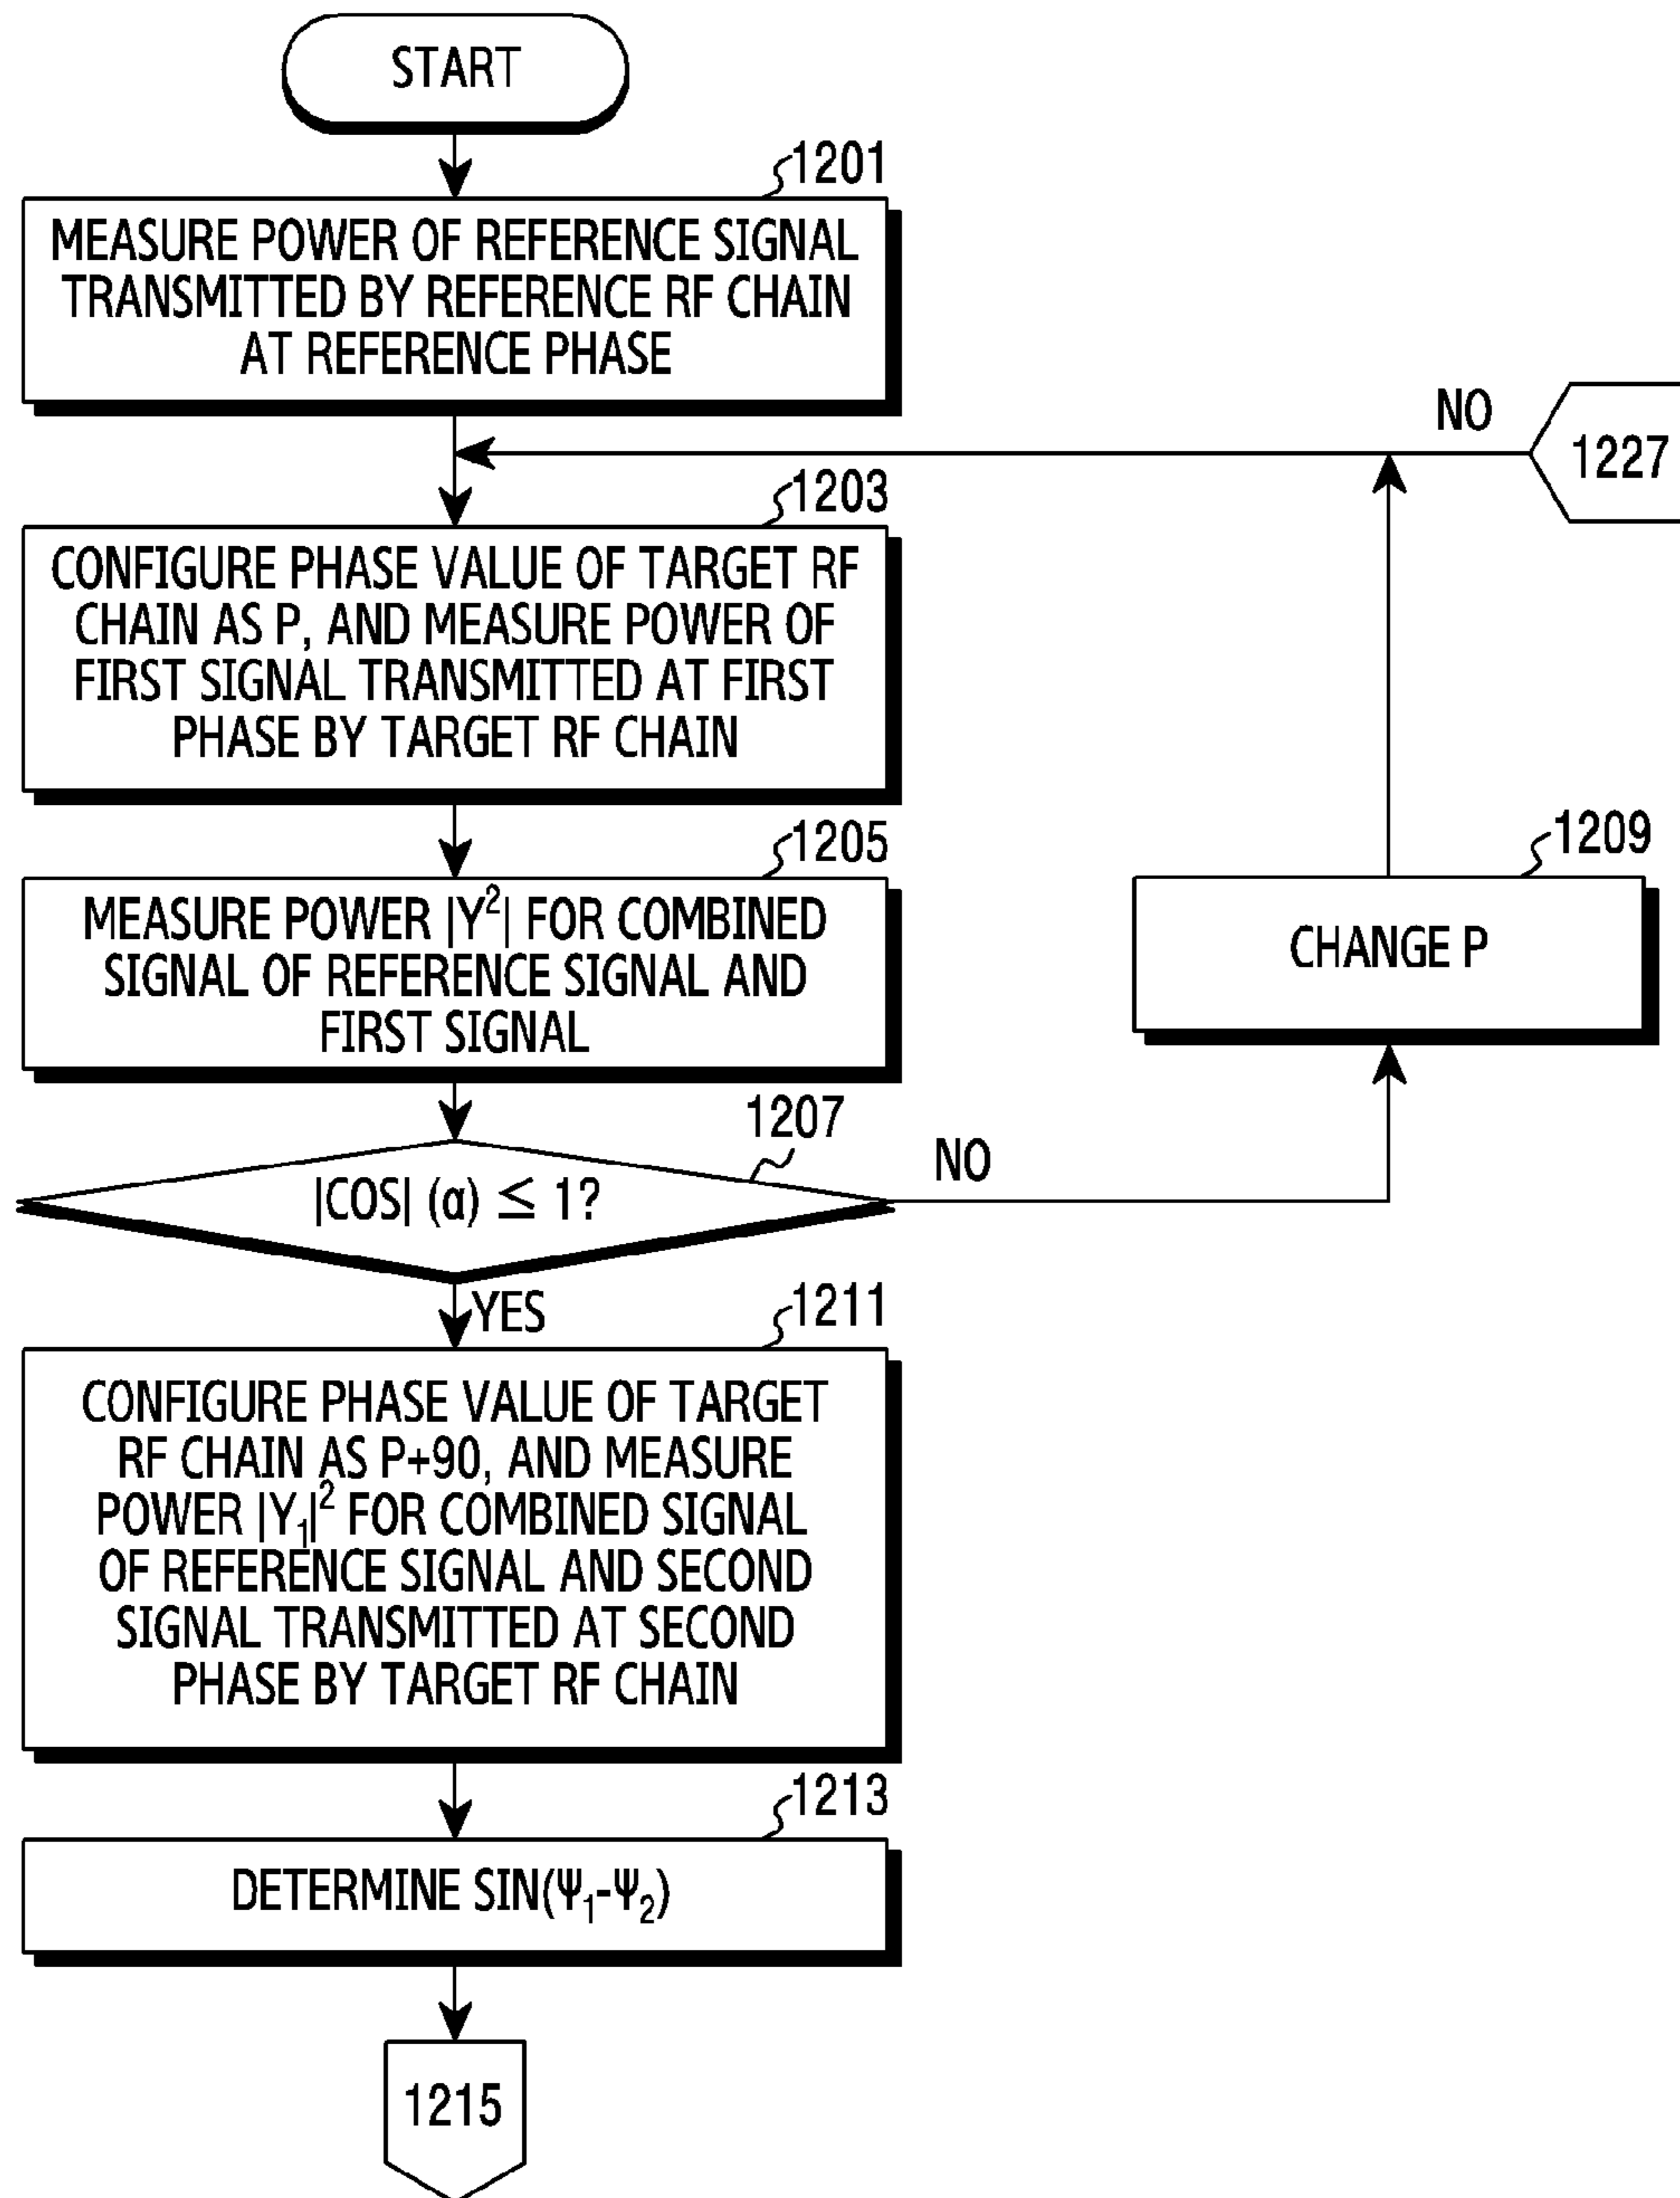 START
1201
MEASURE POWER OF REFERENCE SIGNAL
TRANSMITTED BY REFERENCE RF CHAIN
AT REFERENCE PHASE
NO
1227
1203
CONFIGURE PHASE VALUE OF TARGET RF
CHAIN AS P, AND MEASURE POWER OF
FIRST SIGNAL TRANSMITTED AT FIRST
PHASE BY TARGET RF CHAIN
1205
MEASURE POWER |Y²| FOR COMBINED
SIGNAL OF REFERENCE SIGNAL AND
FIRST SIGNAL
1209
CHANGE P
1207
|COS| (α) ≤ 1?
NO
YES
1211
CONFIGURE PHASE VALUE OF TARGET
RF CHAIN AS P+90, AND MEASURE
POWER |Y₁|² FOR COMBINED SIGNAL
OF REFERENCE SIGNAL AND SECOND
SIGNAL TRANSMITTED AT SECOND
PHASE BY TARGET RF CHAIN
1213
DETERMINE SIN(Ψ₁-Ψ₂)
1215